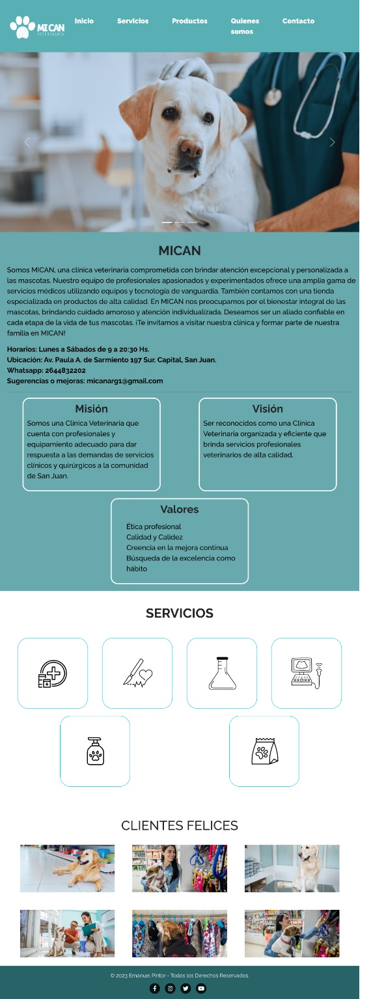 MI CAN
VETERINARIA
Inicio
Servicios
Productos
Quienes
somos
Contacto
MICAN
Somos MICAN, una clínica veterinaria comprometida con brindar atención excepcional y personalizada a
las mascotas. Nuestro equipo de profesionales apasionados y experimentados ofrece una amplia gama de
servicios médicos utilizando equipos y tecnología de vanguardia. También contamos con una tienda
especializada en productos de alta calidad. En MICAN nos preocupamos por el bienestar integral de las
mascotas, brindando cuidado amoroso y atención individualizada. Deseamos ser un aliado confiable en
cada etapa de la vida de tus mascotas. ¡Te invitamos a visitar nuestra clínica y formar parte de nuestra
familia en MICAN!
Horarios: Lunes a Sábados de 9 a 20:30 Hs.
Ubicación: Av. Paula A. de Sarmiento 197 Sur. Capital, San Juan.
Whatsapp: 2644832202
Sugerencias o mejoras: micanarg1@gmail.com
Misión
Somos una Clínica Veterinaria que
cuenta con profesionales y
equipamiento adecuado para dar
respuesta a las demandas de servicios
clínicos y quirúrgicos a la comunidad
de San Juan.
Visión
Ser reconocidos como una Clínica
Veterinaria organizada y eficiente que
brinda servicios profesionales
veterinarios de alta calidad.
Valores
Ética profesional
Calidad y Calidez
Creencia en la mejora contínua
Búsqueda de la excelencia como
hábito
SERVICIOS
CLIENTES FELICES
© 2023 Emanuel Pintor - Todos los Derechos Reservados.